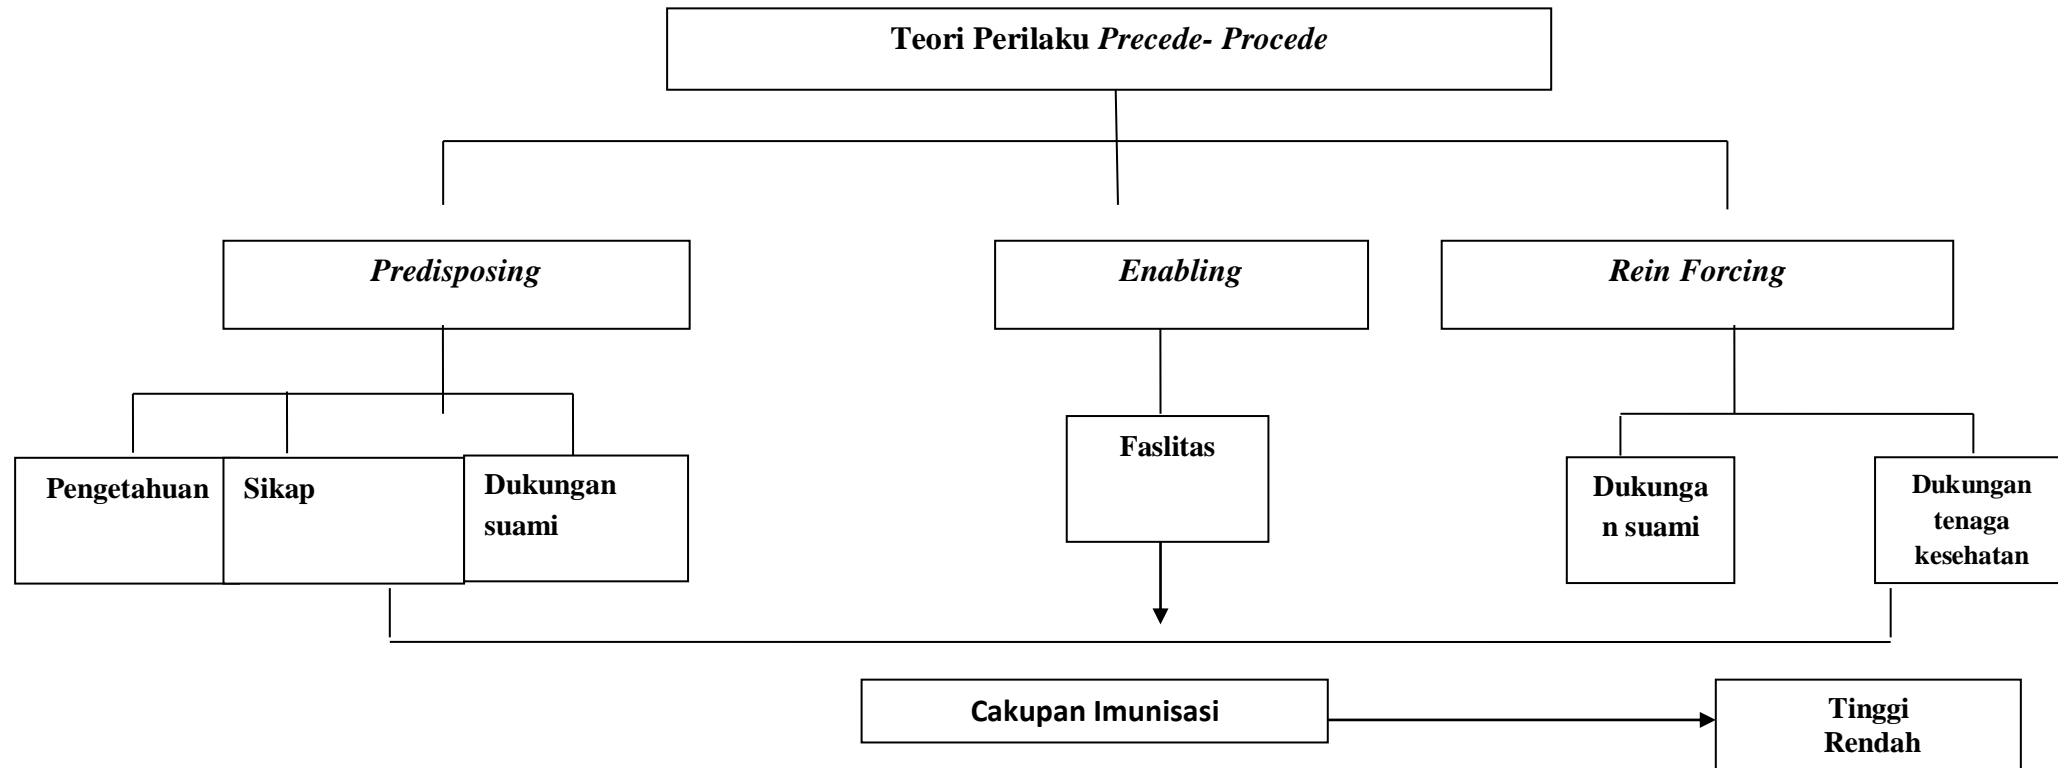 Teori Perilaku Precede- Procede
Predisposing
Enabling
Rein Forcing
Pengetahuan
Sikap
Dukungan
suami
Faslitas
Dukunga
n suami
Dukungan
tenaga
kesehatan
Cakupan Imunisasi
Tinggi
Rendah